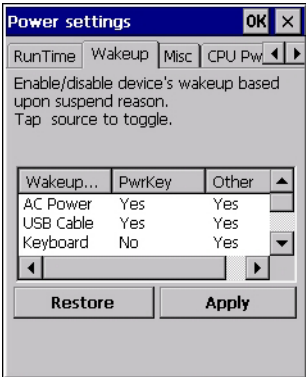 Power settings OK ×
RunTime Wakeup Misc CPU Pw
Enable/disable device's wakeup based
upon suspend reason.
Tap source to toggle.
Wakeup... PwrKey Other
AC Power Yes Yes
USB Cable Yes Yes
Keyboard No Yes
Restore Apply